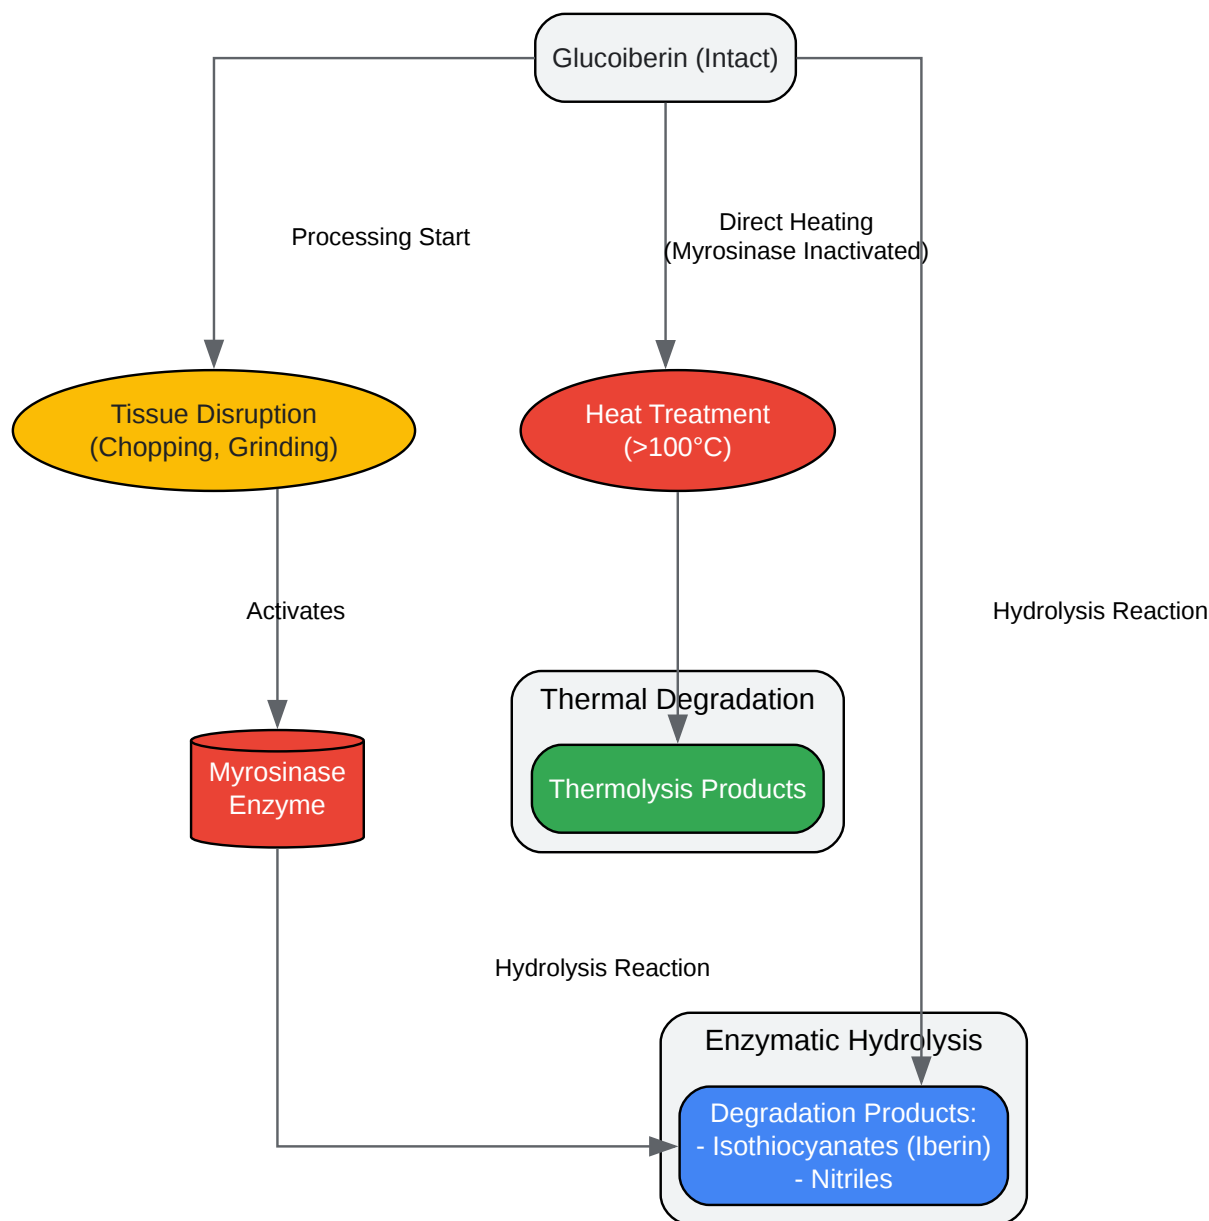 Glucoiberin (Intact)
Processing Start
Direct Heating
(Myrosinase Inactivated)
Tissue Disruption
(Chopping, Grinding)
Heat Treatment
(>100°C)
Activates
Hydrolysis Reaction
Thermal Degradation
Myrosinase
Enzyme
Thermolysis Products
Hydrolysis Reaction
Enzymatic Hydrolysis
Degradation Products:
- Isothiocyanates (Iberin)
- Nitriles